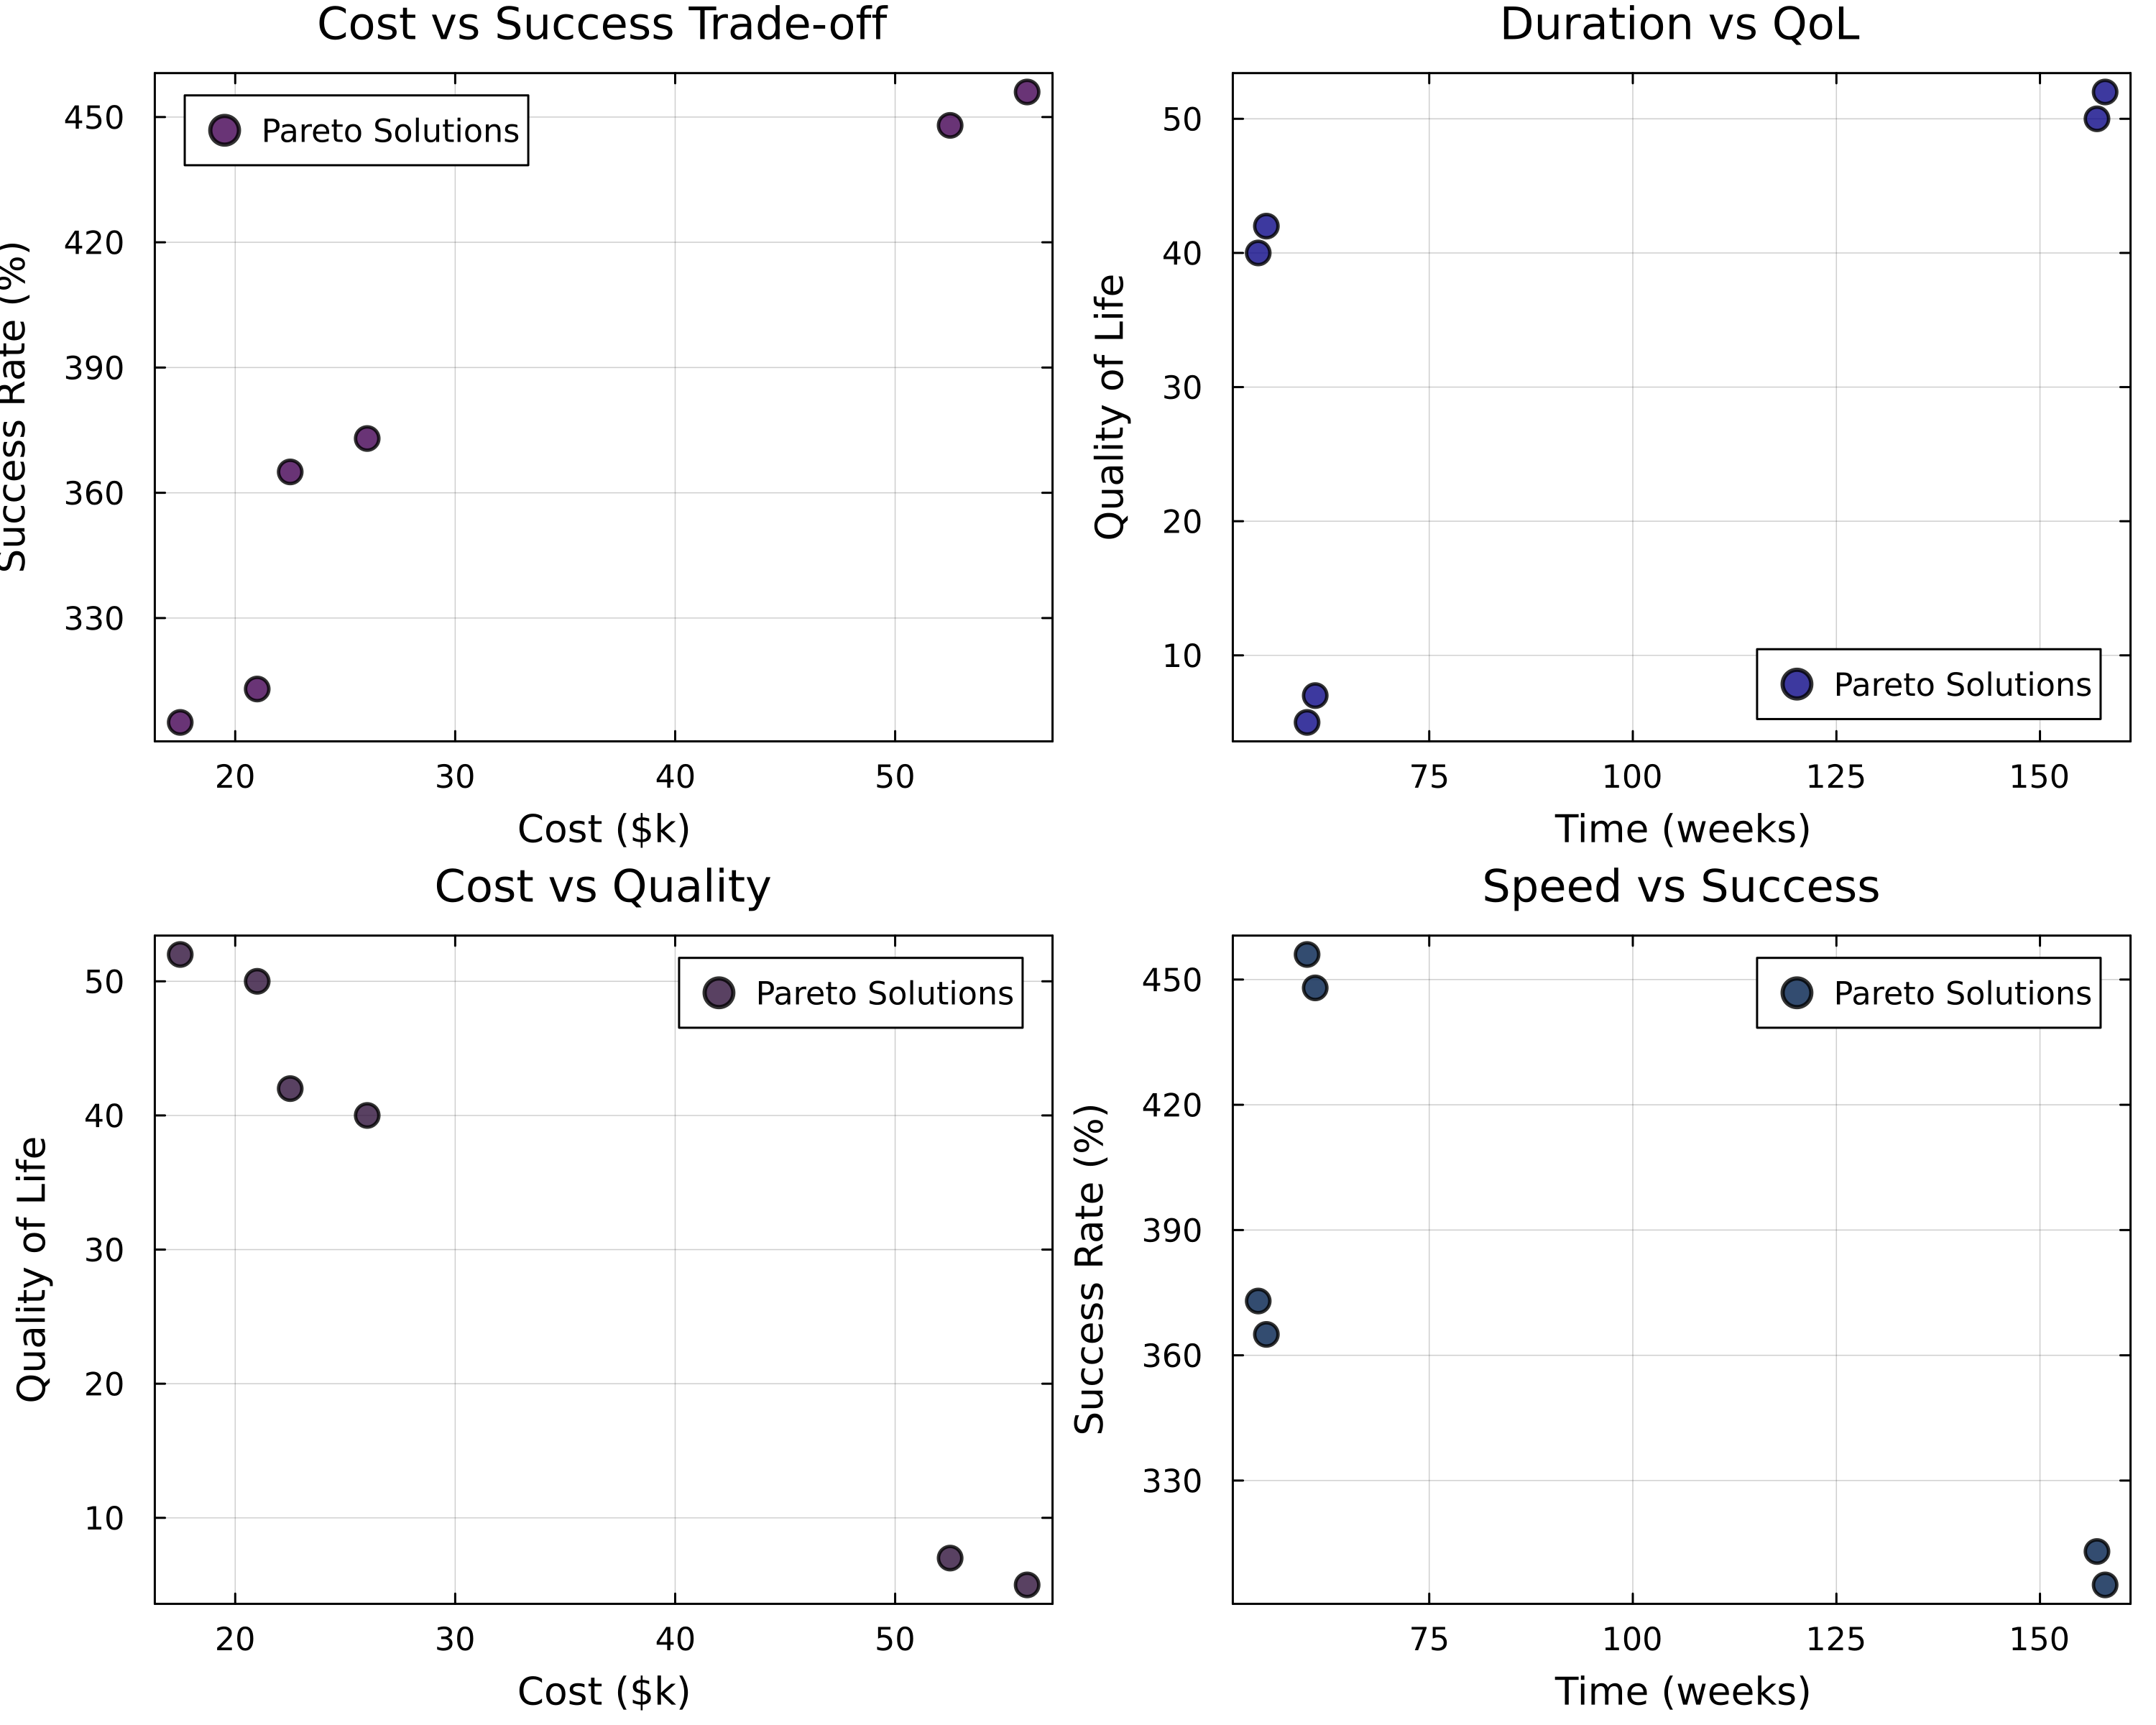 Cost vs Success Trade-off
Success Rate (%)
450
420
390
360
330
Pareto Solutions
20 30 40 50
Cost ($k)
Duration vs QoL
Quality of Life
50
40
30
20
10
Pareto Solutions
75 100 125 150
Time (weeks)
Cost vs Quality
Quality of Life
50
40
30
20
10
Pareto Solutions
20 30 40 50
Cost ($k)
Speed vs Success
Success Rate (%)
450
420
390
360
330
Pareto Solutions
75 100 125 150
Time (weeks)